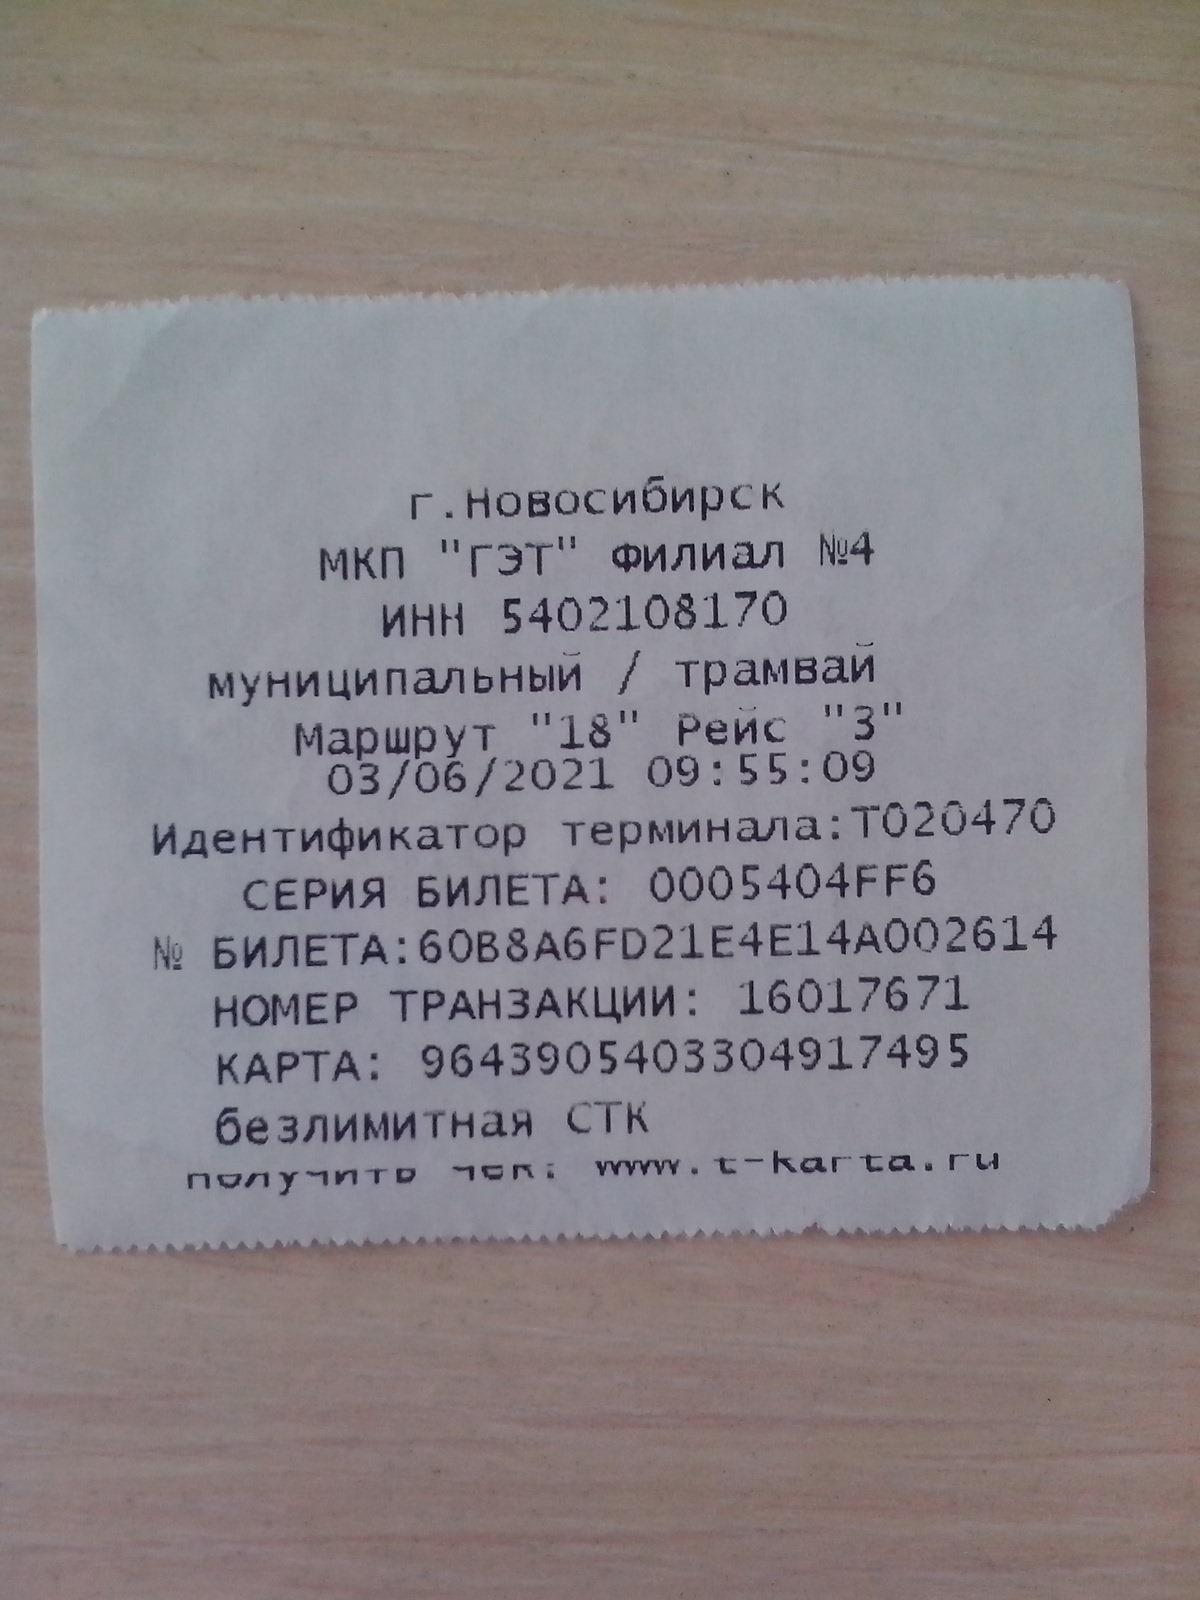 г.Новосибирск
МКП "ГЭТ" Филиал №4
ИНН 5402108170
муниципальный / трамвай
Маршрут "18" Рейс "3"
03/06/2021 09:55:09
Идентификатор терминала:T020470
СЕРИЯ БИЛЕТА: 0005404FF6
№ БИЛЕТА:60B8A6FD21E4E14A002614
НОМЕР ТРАНЗАКЦИИ: 16017671
КАРТА: 9643905403304917495
безлимитная СТК
получить чек: www.t-karta.ru